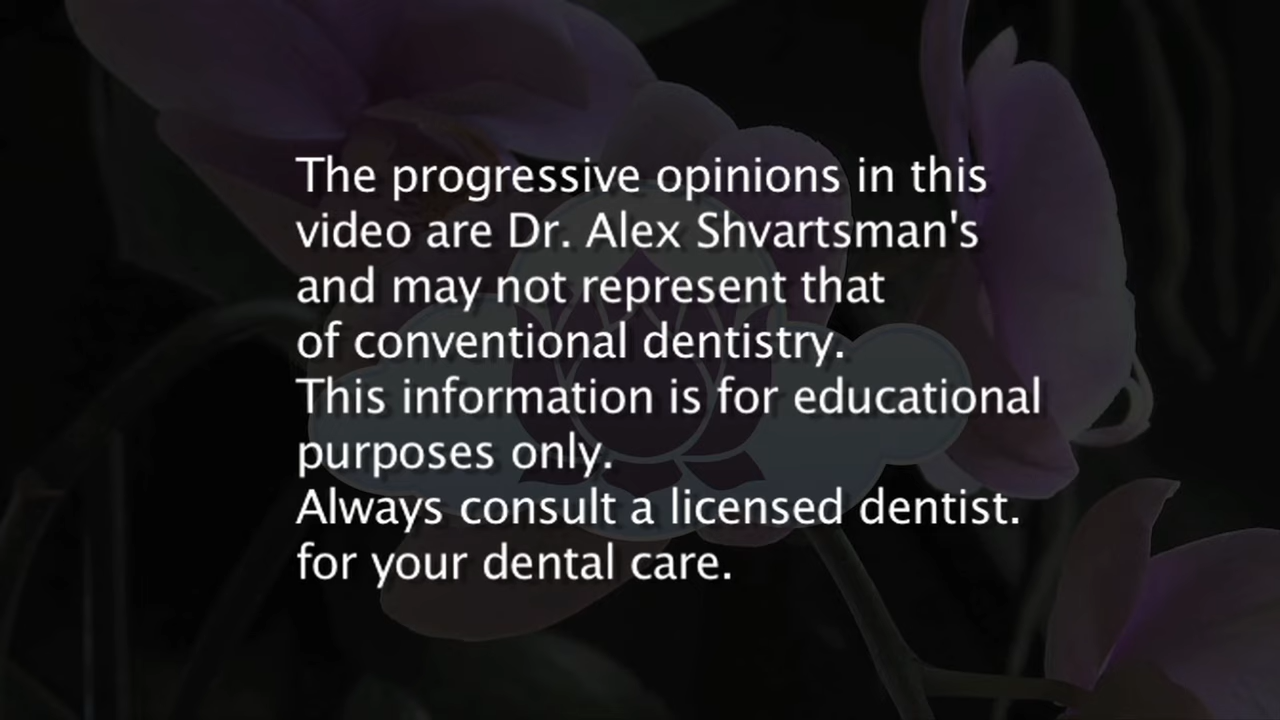 The progressive opinions in this
video are Dr. Alex Shvartsman's
and may not represent that
of conventional dentistry.
This information is for educational
purposes only.
Always consult a licensed dentist.
for your dental care.